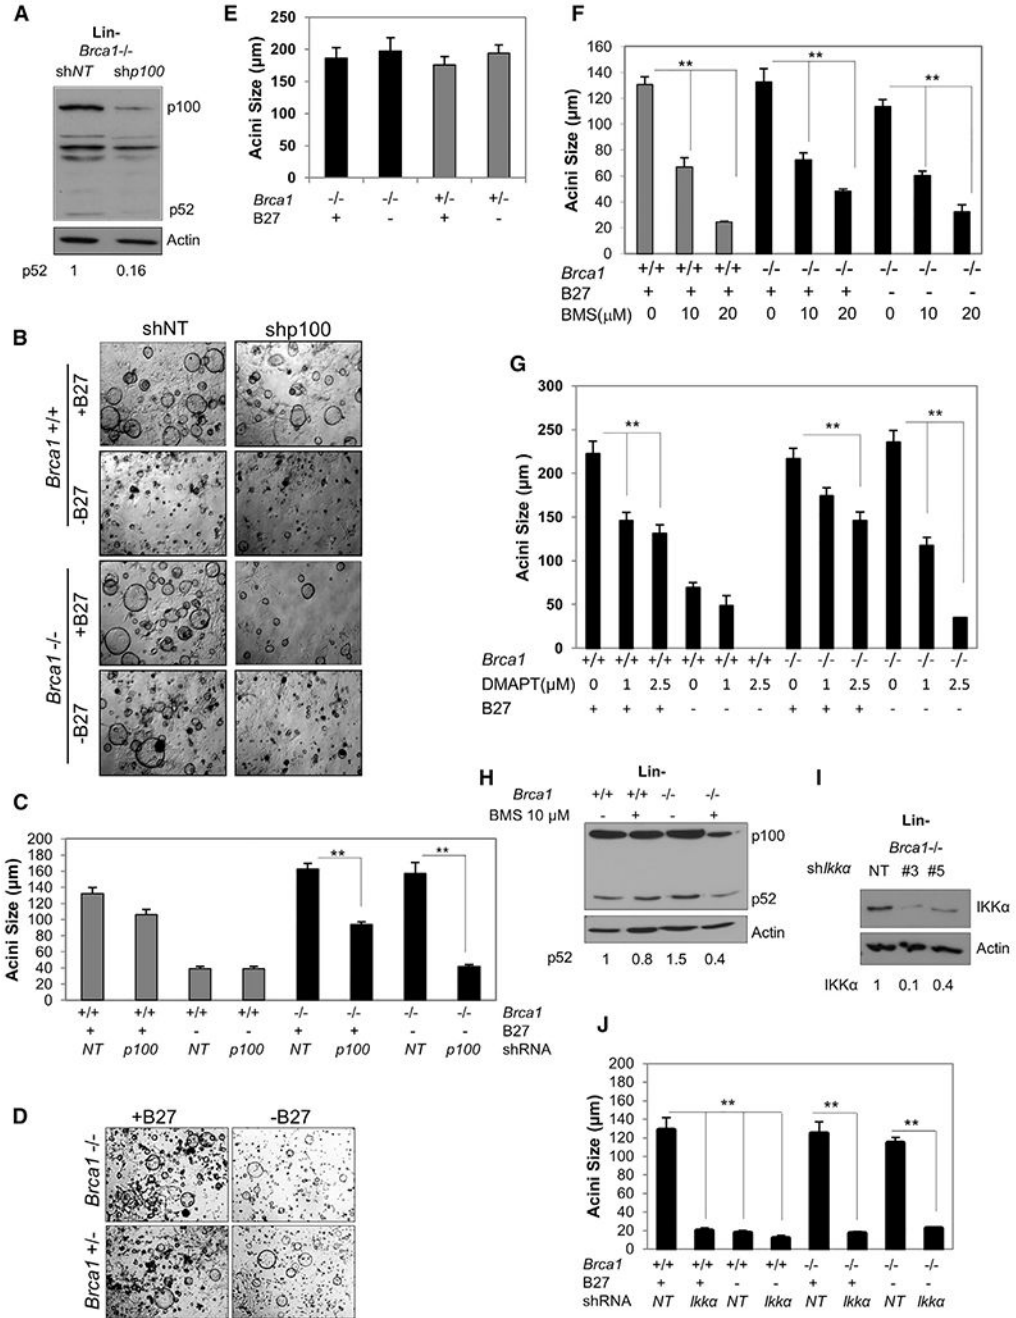 A
Lin-
Brca1-/-
shNT shp100
p100
p52
Actin
p52 1 0.16
B
shNT shp100
Brca1 +/+
+B27
-B27
Brca1 -/-
+B27
-B27
C
Acini Size (µm)
200
180
160
140
120
100
80
60
40
20
0
** **
+/+ +/+ +/+ +/+ -/- -/- -/- -/- Brca1
+ + - - + + - - B27
NT p100 NT p100 NT p100 NT p100 shRNA
D
+B27 -B27
Brca1 -/-
Brca1 +/-
E
Acini Size (µm)
250
200
150
100
50
0
Brca1 -/- -/- +/- +/-
B27 + - + -
F
Acini Size (µm)
160
140
120
100
80
60
40
20
0
** ** **
Brca1 +/+ +/+ +/+ -/- -/- -/- -/- -/- -/-
B27 + + + + + + - - -
BMS(µM) 0 10 20 0 10 20 0 10 20
G
Acini Size (µm )
300
250
200
150
100
50
0
** ** **
Brca1 +/+ +/+ +/+ +/+ +/+ +/+ -/- -/- -/- -/- -/- -/-
DMAPT(µM) 0 1 2.5 0 1 2.5 0 1 2.5 0 1 2.5
B27 + + + - - - + + + - - -
H
Lin-
Brca1 +/+ +/+ -/- -/-
BMS 10 µM - + - +
p100
p52
Actin
p52 1 0.8 1.5 0.4
I
Lin-
Brca1-/-
shIkkα NT #3 #5
IKKα
Actin
IKKα 1 0.1 0.4
J
Acini Size (µm)
200
180
160
140
120
100
80
60
40
20
0
** ** **
Brca1 +/+ +/+ +/+ +/+ -/- -/- -/- -/-
B27 + + - - + + - -
shRNA NT Ikkα NT Ikkα NT Ikkα NT Ikkα